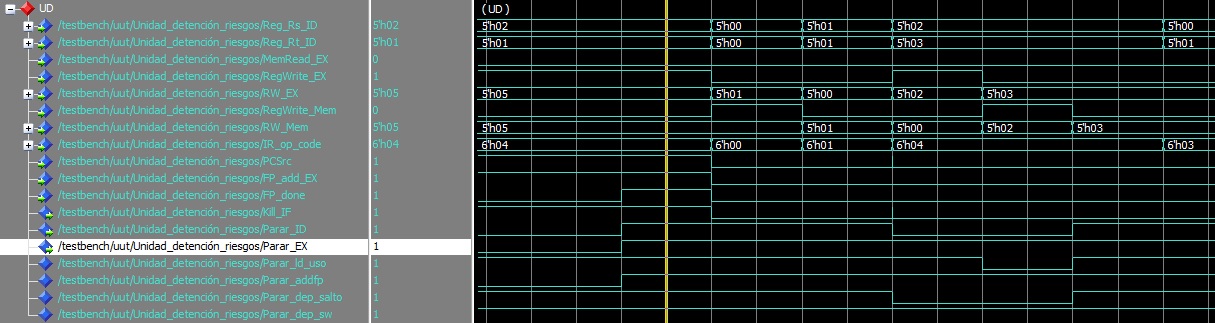 UD (UD)
/testbench/uut/Unidad_detención_riesgos/Reg_Rs_ID 5'h02 5'h02 5'h00 5'h01 5'h02 5'h00
/testbench/uut/Unidad_detención_riesgos/Reg_Rt_ID 5'h01 5'h01 5'h00 5'h01 5'h03 5'h01
/testbench/uut/Unidad_detención_riesgos/MemRead_EX 0
/testbench/uut/Unidad_detención_riesgos/RegWrite_EX 1
/testbench/uut/Unidad_detención_riesgos/RW_EX 5'h05 5'h05 5'h01 5'h00 5'h02 5'h03
/testbench/uut/Unidad_detención_riesgos/RegWrite_Mem 0
/testbench/uut/Unidad_detención_riesgos/RW_Mem 5'h05 5'h05 5'h01 5'h00 5'h02 5'h03
/testbench/uut/Unidad_detención_riesgos/IR_op_code 6'h04 6'h04 6'h00 6'h01 6'h04 6'h03
/testbench/uut/Unidad_detención_riesgos/PCSrc 1
/testbench/uut/Unidad_detención_riesgos/FP_add_EX 1
/testbench/uut/Unidad_detención_riesgos/FP_done 1
/testbench/uut/Unidad_detención_riesgos/Kill_IF 1
/testbench/uut/Unidad_detención_riesgos/Parar_ID 1
/testbench/uut/Unidad_detención_riesgos/Parar_EX 1
/testbench/uut/Unidad_detención_riesgos/Parar_ld_uso 1
/testbench/uut/Unidad_detención_riesgos/Parar_addfp 1
/testbench/uut/Unidad_detención_riesgos/Parar_dep_salto 1
/testbench/uut/Unidad_detención_riesgos/Parar_dep_sw 1